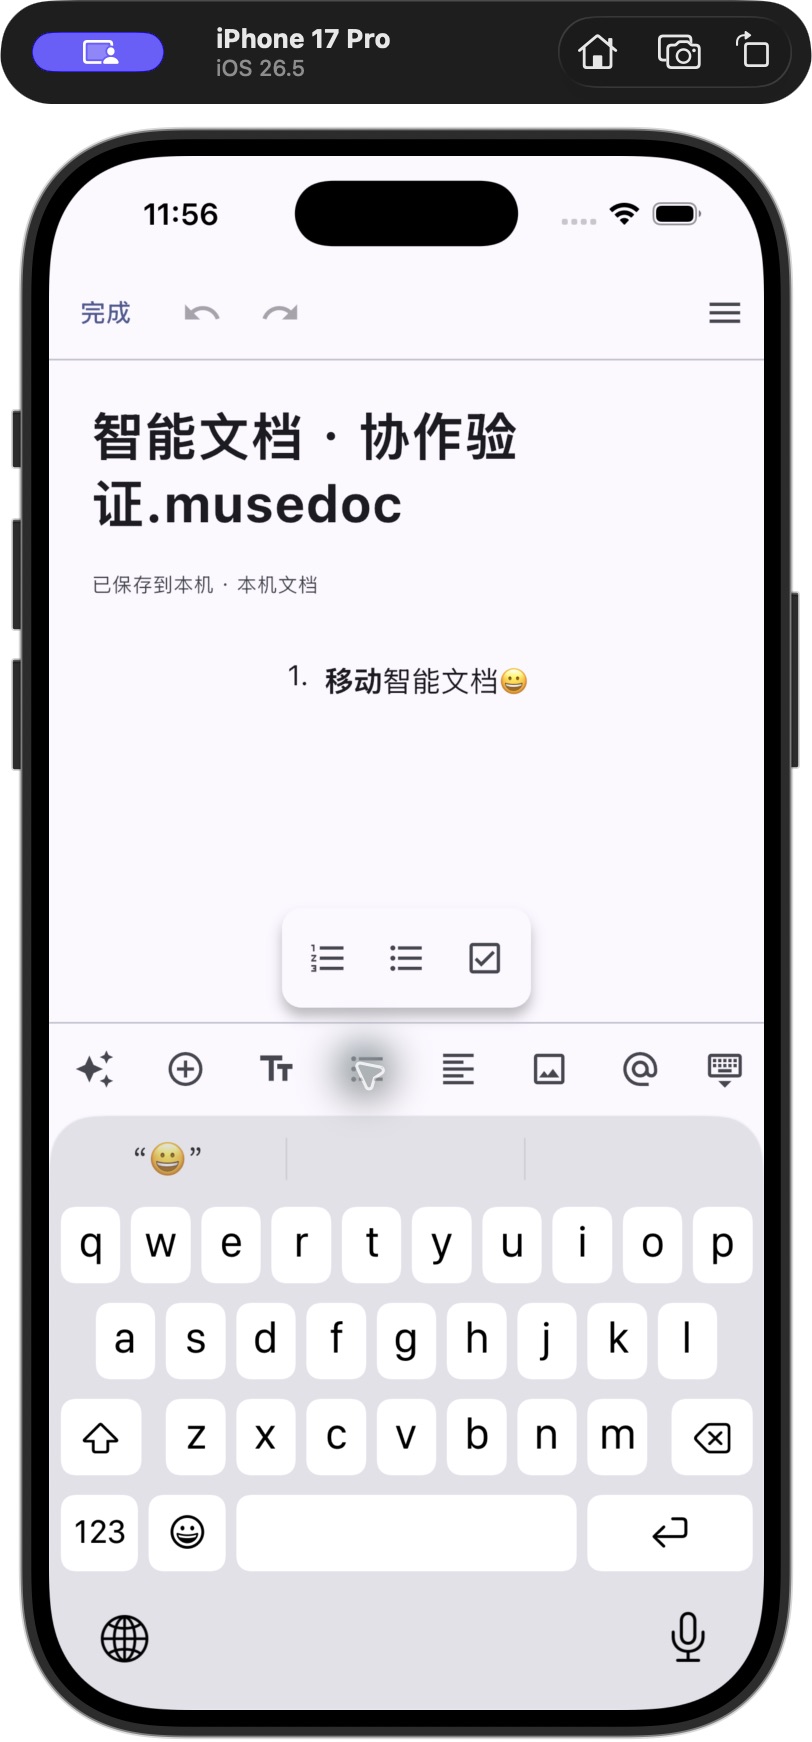 iPhone 17 Pro
iOS 26.5
11:56
完成
智能文档 · 协作验
证.musedoc
已保存到本机 · 本机文档
1. 移动智能文档😀
“😀”
q w e r t y u i o p
a s d f g h j k l
z x c v b n m
123